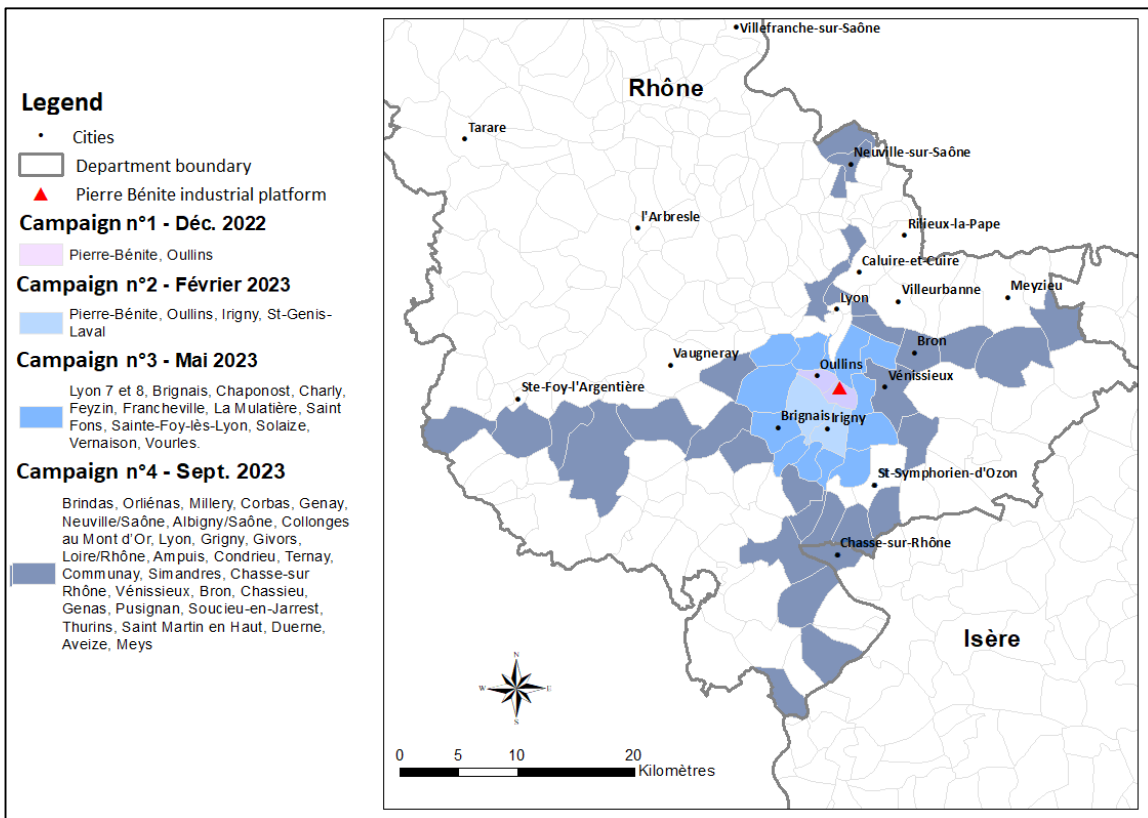 Legend
Cities
Department boundary
Pierre Bénite industrial platform
Campaign n°1 - Déc. 2022
Pierre-Bénite, Oullins
Campaign n°2 - Février 2023
Pierre-Bénite, Oullins, Irigny, St-Genis-
Laval
Campaign n°3 - Mai 2023
Lyon 7 et 8, Brignais, Chaponost, Charly,
Feyzin, Francheville, La Mulatière, Saint
Fons, Sainte-Foy-lès-Lyon, Solaize,
Vernaison, Vourles.
Campaign n°4 - Sept. 2023
Brindas, Orliénas, Millery, Corbas, Genay,
Neuville/Saône, Albigny/Saône, Collonges
au Mont d'Or, Lyon, Grigny, Givors,
Loire/Rhône, Ampuis, Condrieu, Ternay,
Communay, Simandres, Chasse-sur
Rhône, Vénissieux, Bron, Chassieu,
Genas, Pusignan, Soucieu-en-Jarrest,
Thurins, Saint Martin en Haut, Duerne,
Aveize, Meys
Villefranche-sur-Saône
Rhône
Tarare
Neuville-sur-Saône
l'Arbresle
Rilieux-la-Pape
Caluire-et-Cuire
Villeurbanne
Meyzieu
Lyon
Bron
Vaugneray
Oullins
Vénissieux
Ste-Foy-l'Argentière
Brignais
Irigny
St-Symphorien-d'Ozon
Chasse-sur-Rhône
Isère
N
W
E
S
0 5 10 20
Kilomètres